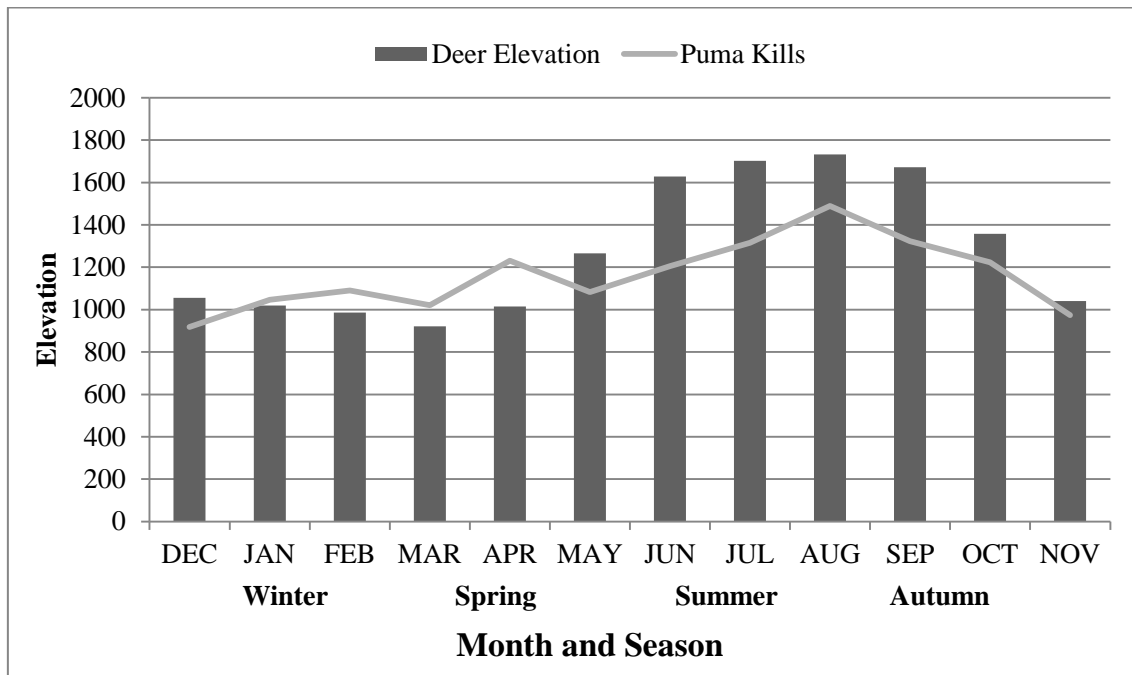 Deer Elevation Puma Kills
2000
1800
1600
1400
1200
1000
800
600
400
200
0
Elevation
DEC JAN FEB MAR APR MAY JUN JUL AUG SEP OCT NOV
Winter Spring Summer Autumn
Month and Season